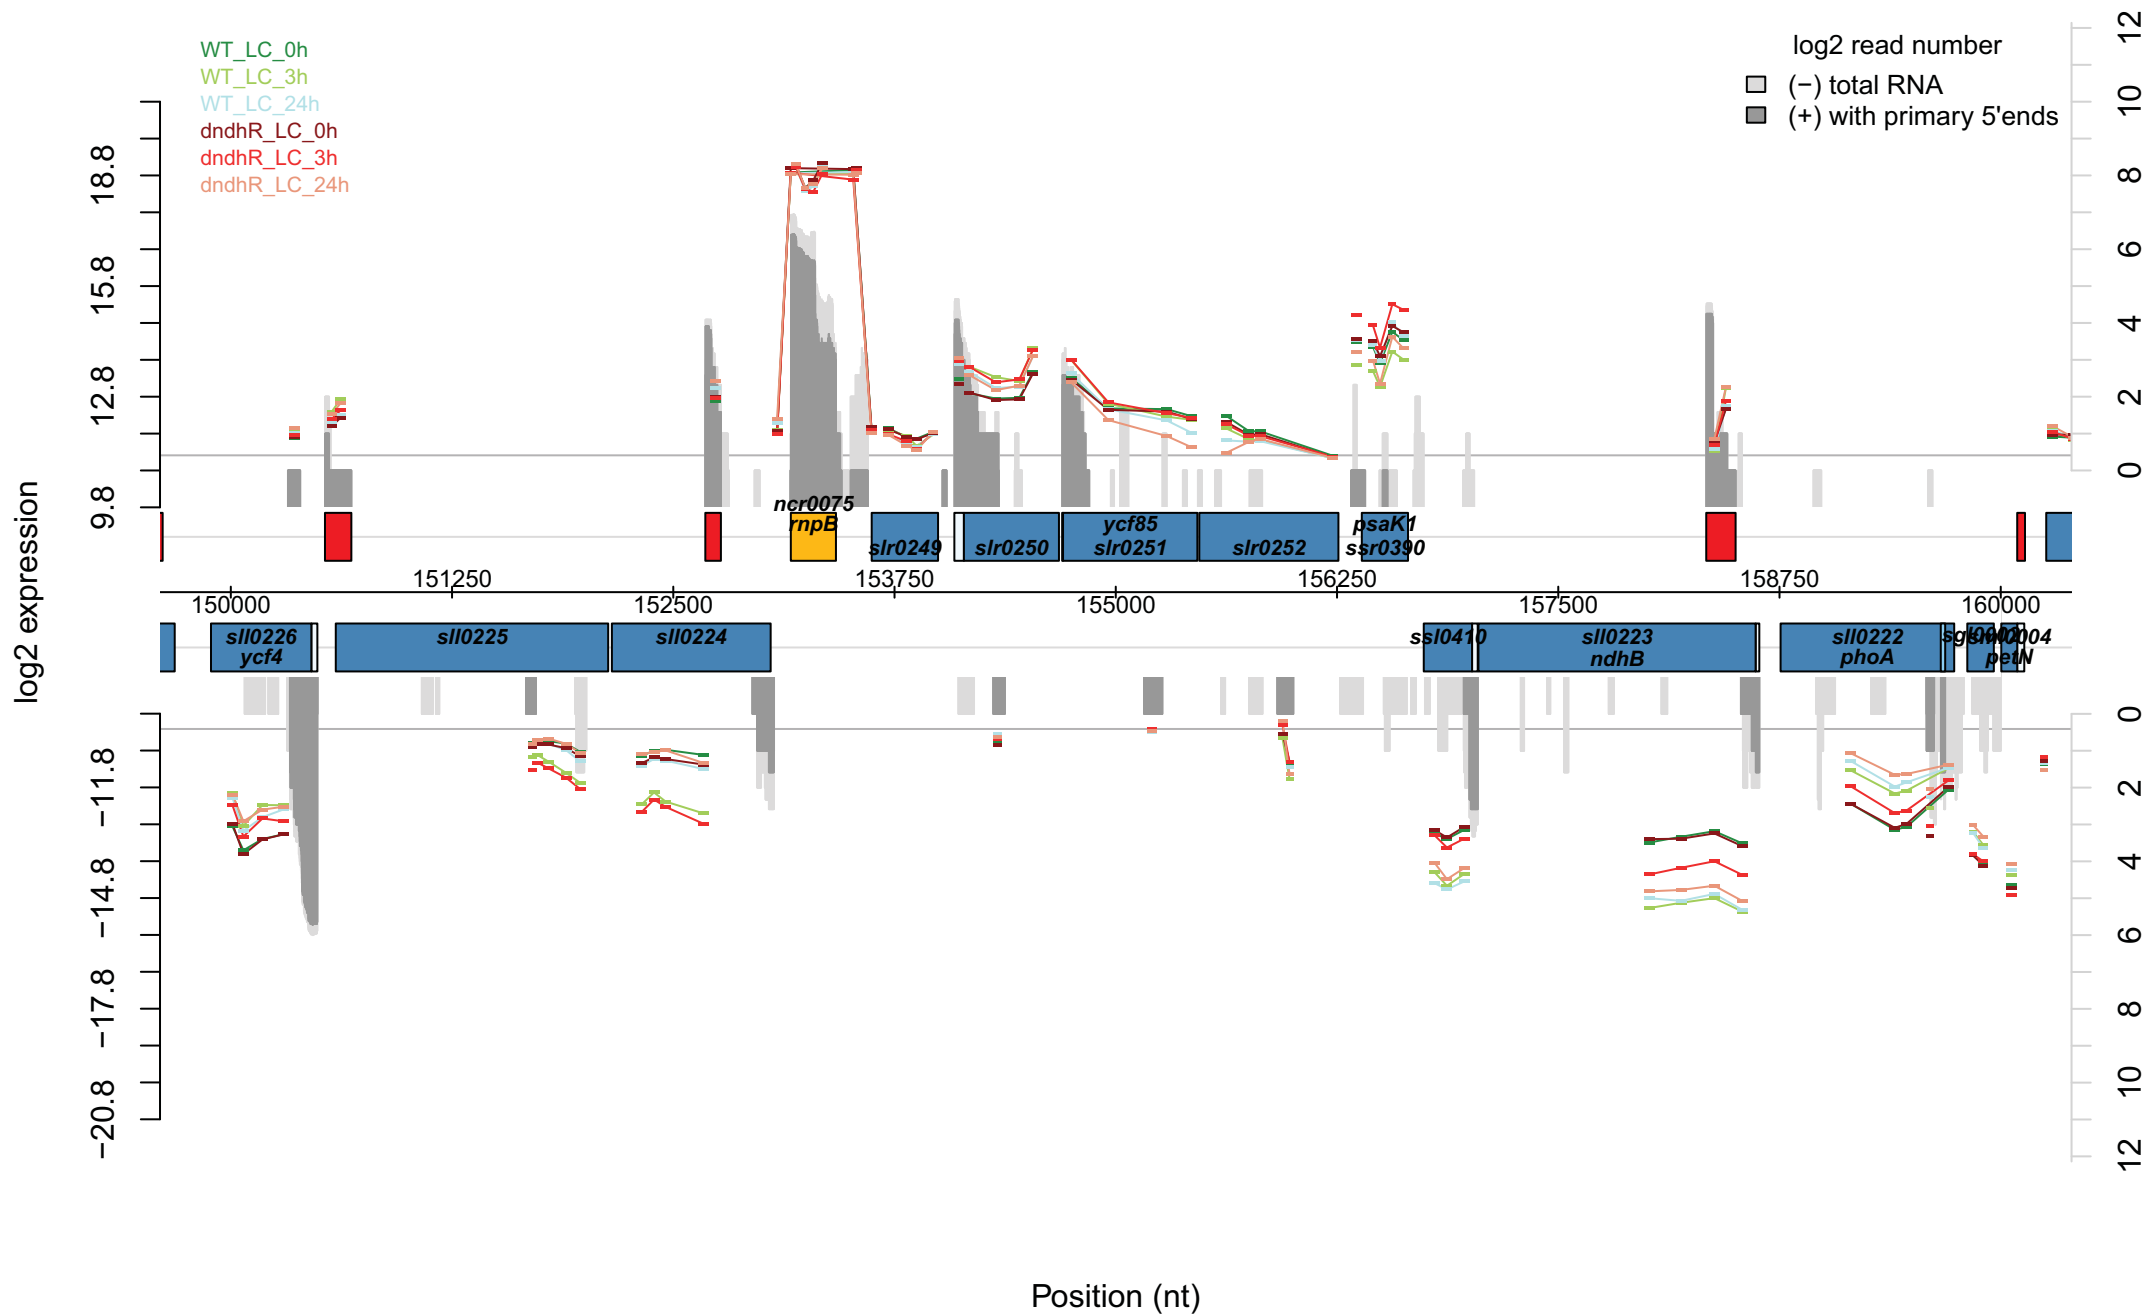 WT_LC_0h
WT_LC_3h
WT_LC_24h
dndhR_LC_0h
dndhR_LC_3h
dndhR_LC_24h
log2 read number
(−) total RNA
(+) with primary 5'ends
log2 expression
18.8
15.8
12.8
9.8
12
10
8
6
4
2
0
ncr0075
rnpB
slr0249
slr0250
ycf85
slr0251
slr0252
psaK1
ssr0390
151250
153750
156250
158750
150000
152500
155000
157500
160000
sll0226
ycf4
sll0225
sll0224
ssl0410
sll0223
ndhB
sll0222
phoA
petN
−11.8
−14.8
−17.8
−20.8
0
2
4
6
8
10
12
Position (nt)